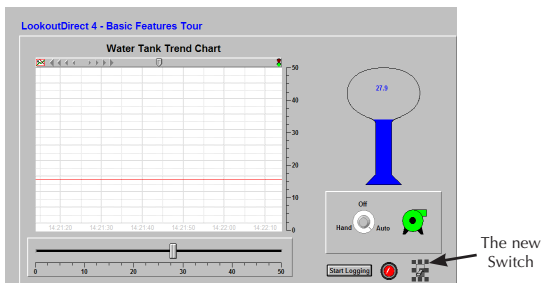 LookoutDirect 4 - Basic Features Tour
Water Tank Trend Chart
50
40
30
20
10
0
14:21:20 14:21:30 14:21:40 14:21:50 14:22:00 14:22:10
27.9
Off
Hand Auto
0 10 20 30 40 50
Start Logging
The new
Switch